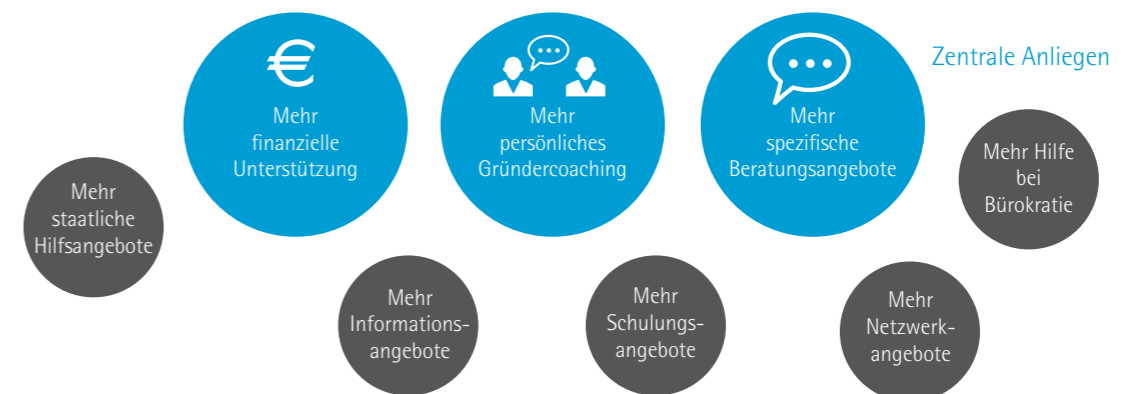 €
Zentrale Anliegen
Mehr
finanzielle
Unterstützung
Mehr
persönliches
Gründercoaching
Mehr
spezifische
Beratungsangebote
Mehr Hilfe
bei
Bürokratie
Mehr
staatliche
Hilfsangebote
Mehr
Informations-
angebote
Mehr
Schulungs-
angebote
Mehr
Netzwerk-
angebote